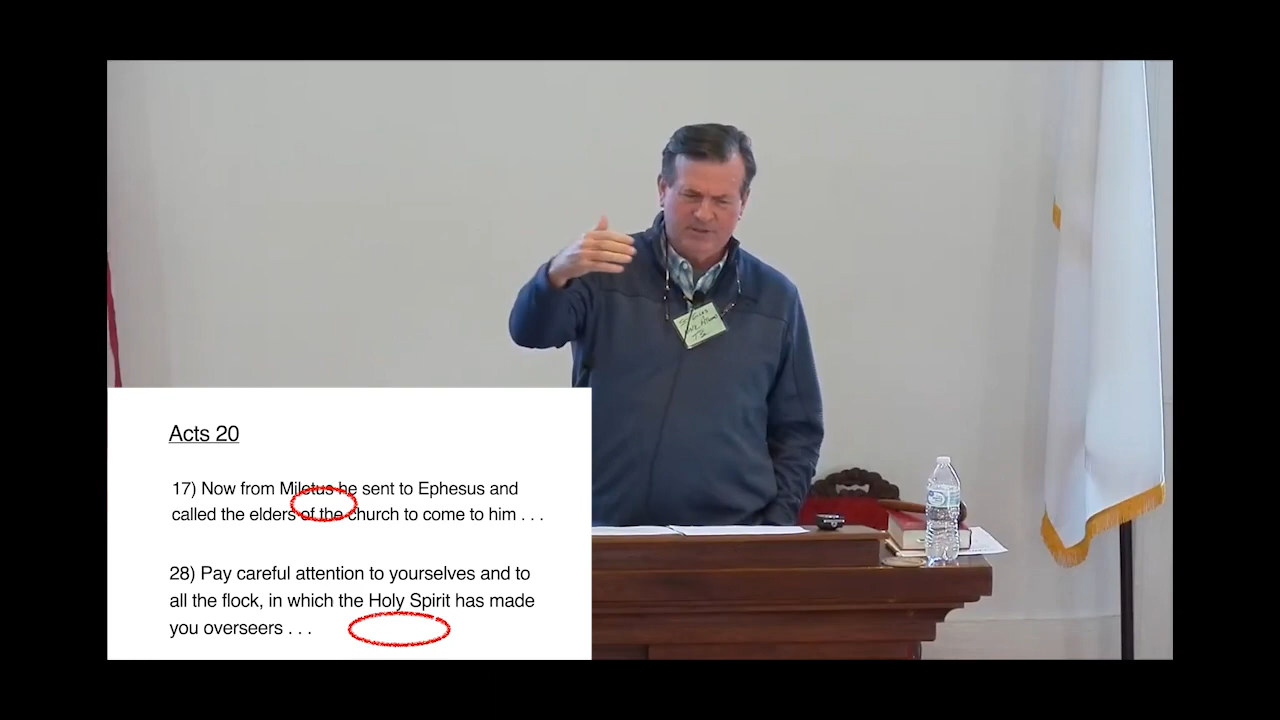 Acts 20
17) Now from Miletus he sent to Ephesus and
called the elders of the church to come to him . . .
28) Pay careful attention to yourselves and to
all the flock, in which the Holy Spirit has made
you overseers . . .